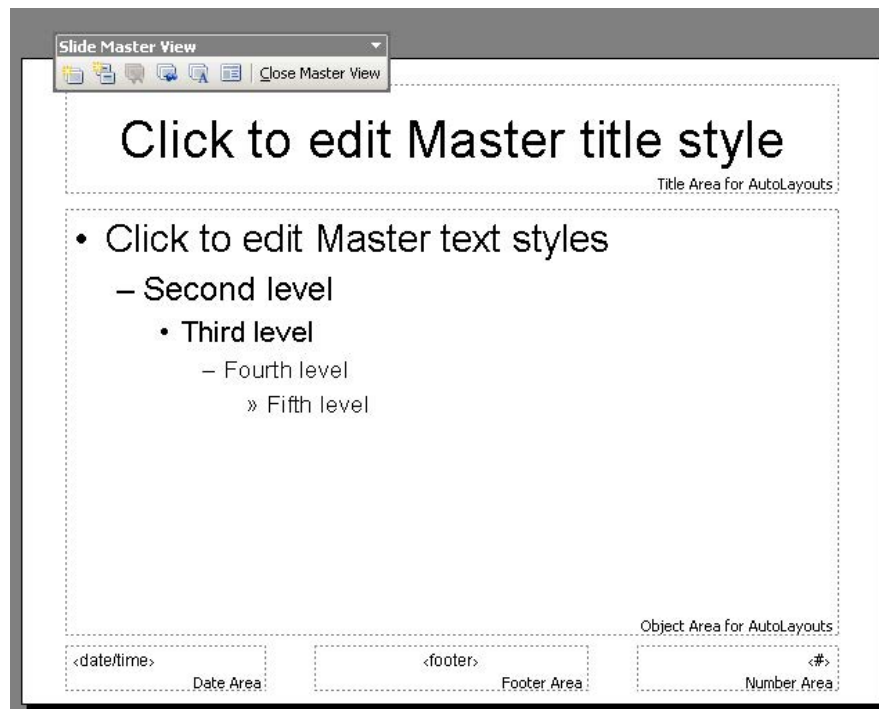 Slide Master View
Close Master View
Click to edit Master title style
Title Area for AutoLayouts
• Click to edit Master text styles
– Second level
• Third level
– Fourth level
» Fifth level
Object Area for AutoLayouts
<date/time>
Date Area
<footer>
Footer Area
<#>
Number Area